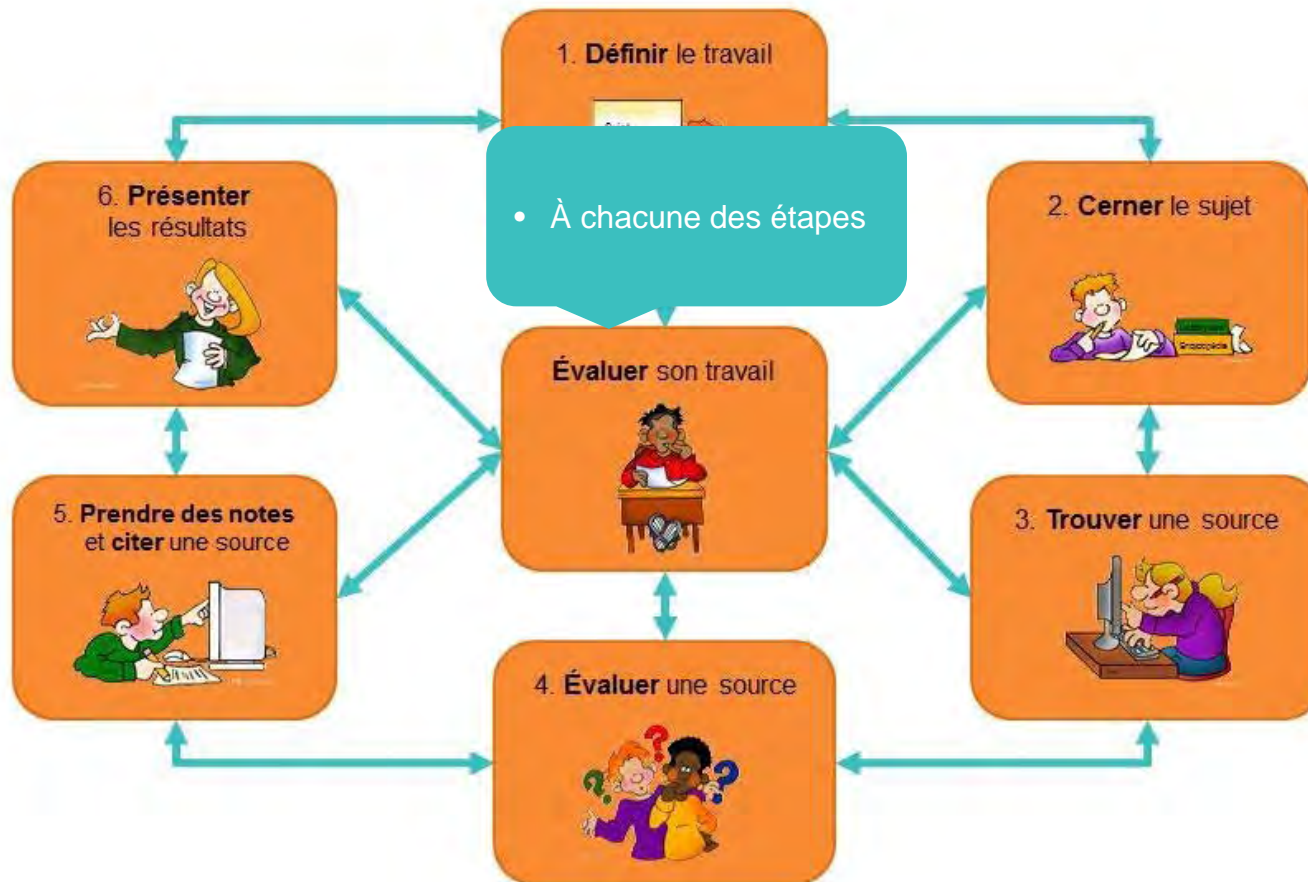 1. Définir le travail
• À chacune des étapes
6. Présenter
les résultats
2. Cerner le sujet
Évaluer son travail
5. Prendre des notes
et citer une source
3. Trouver une source
4. Évaluer une source